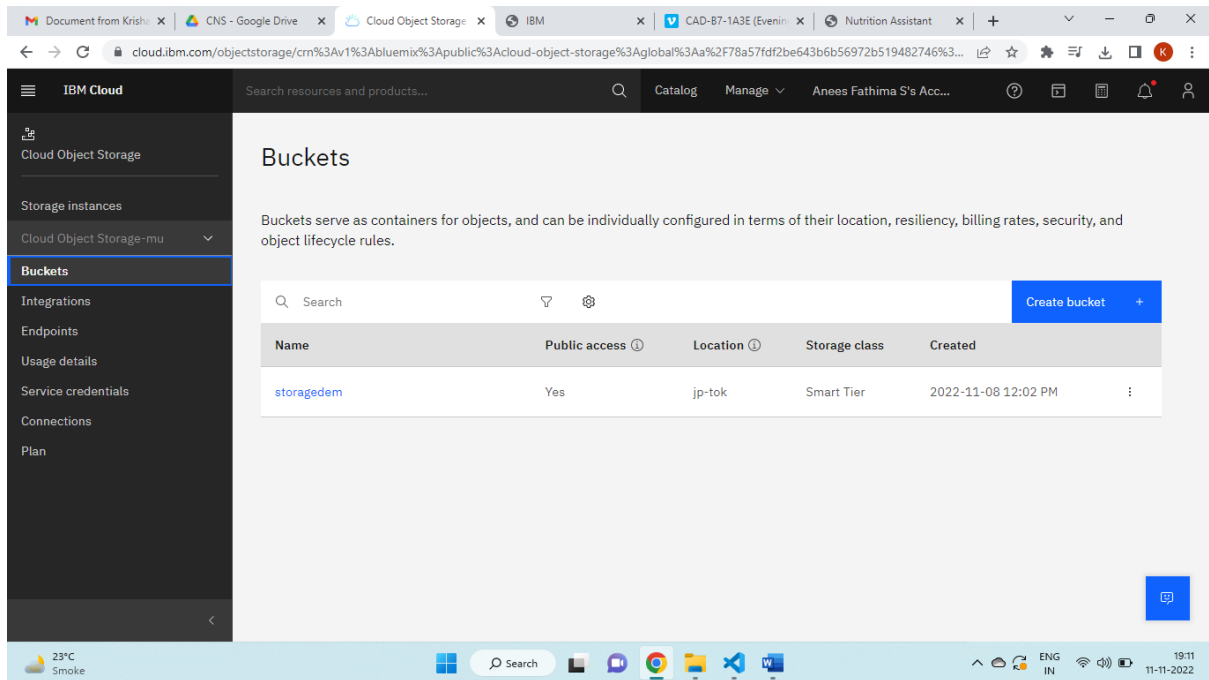 Document from Krisha
CNS - Google Drive
Cloud Object Storage
IBM
CAD-B7-1A3E (Evenin
Nutrition Assistant
cloud.ibm.com/objectstorage/crn%3Av1%3Abluemix%3Apublic%3Acloud-object-storage%3Aglobal%3Aa%2F78a57fdf2be643b6b56972b519482746%3...
K
IBM Cloud
Search resources and products...
Catalog
Manage
Anees Fathima S's Acc...
Cloud Object Storage
Storage instances
Cloud Object Storage-mu
Buckets
Integrations
Endpoints
Usage details
Service credentials
Connections
Plan
Buckets
Buckets serve as containers for objects, and can be individually configured in terms of their location, resiliency, billing rates, security, and
object lifecycle rules.
Search
Create bucket +
Name Public access Location Storage class Created
storagedem Yes jp-tok Smart Tier 2022-11-08 12:02 PM
23°C
Smoke
Search
ENG
IN
19:11
11-11-2022